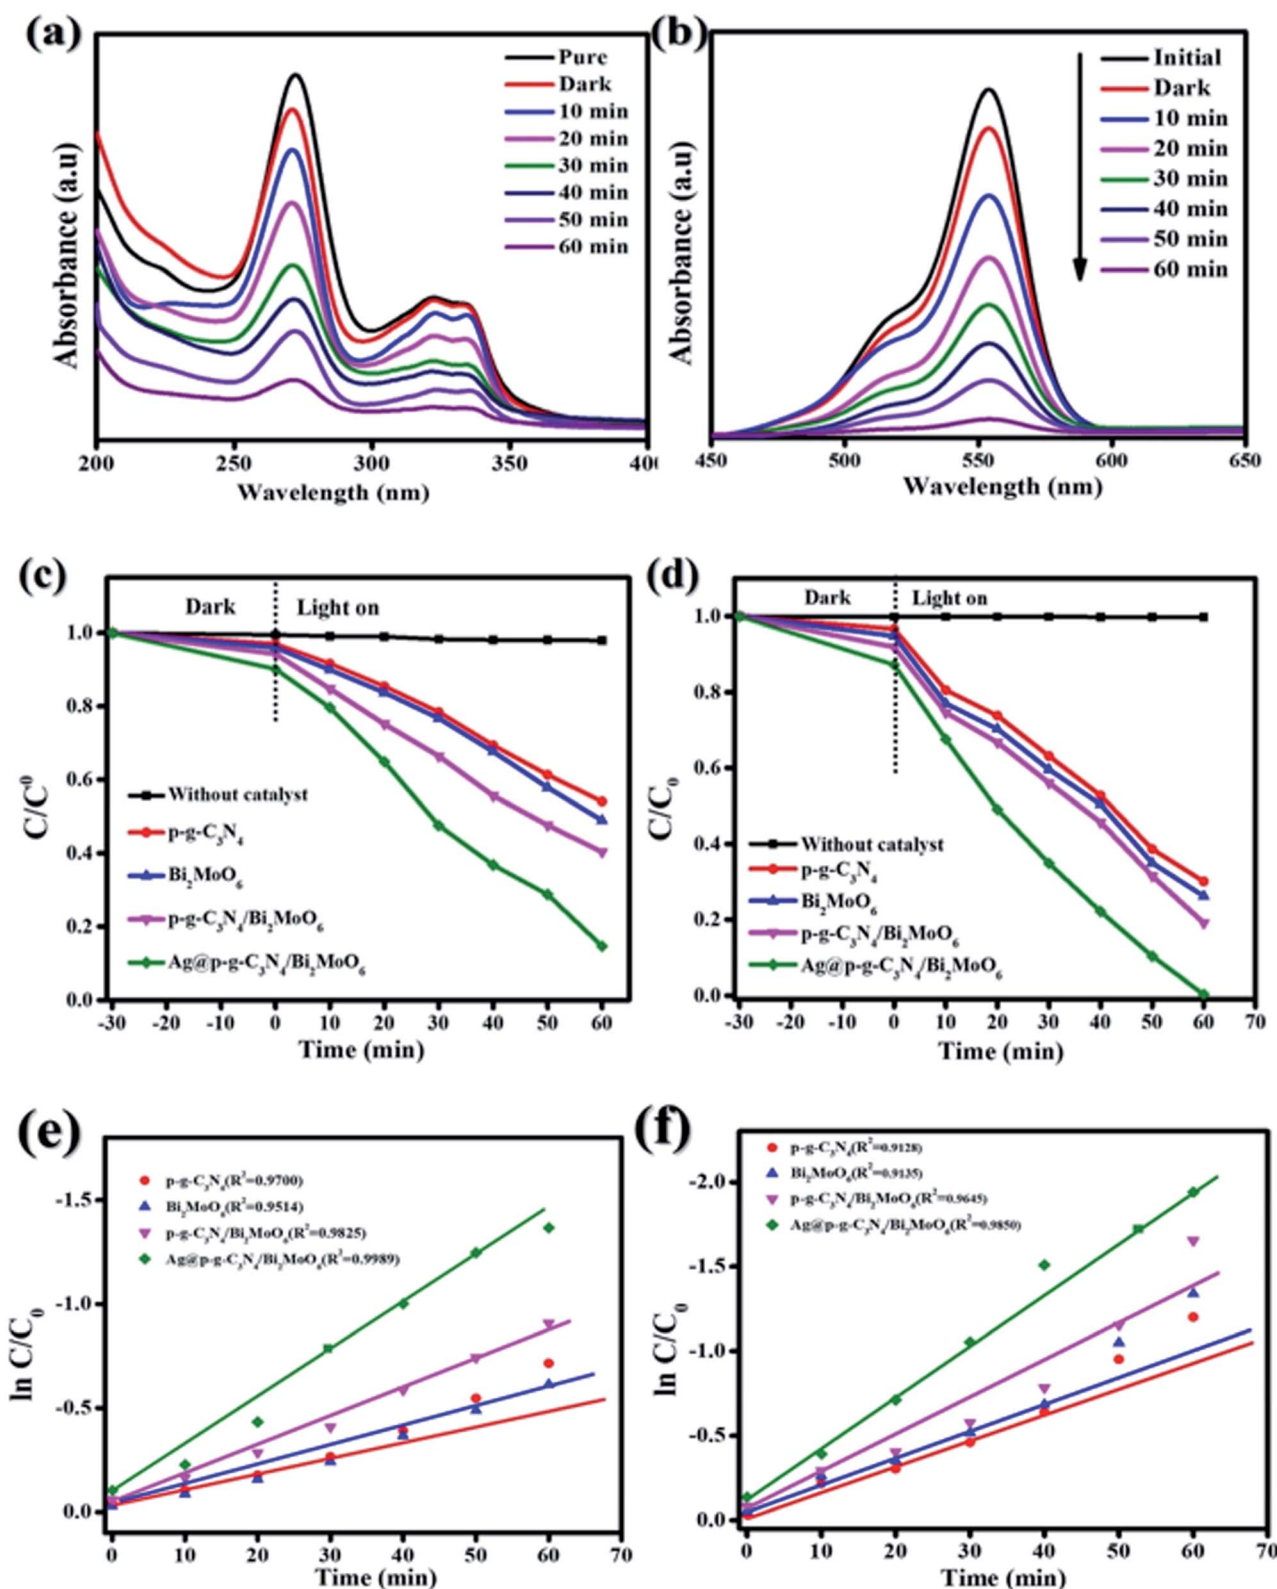 (a)
Pure
Dark
10 min
20 min
30 min
40 min
50 min
60 min
Absorbance (a.u)
200 250 300 350 40
Wavelength (nm)
(b)
Initial
Dark
10 min
20 min
30 min
40 min
50 min
60 min
Absorbance (a.u)
450 500 550 600 650
Wavelength (nm)
(c)
Dark
Light on
1.0
0.8
0.6
0.4
0.2
0.0
C/C⁰
Without catalyst
p-g-C₃N₄
Bi₂MoO₆
p-g-C₃N₄/Bi₂MoO₆
Ag@p-g-C₃N₄/Bi₂MoO₆
-30 -20 -10 0 10 20 30 40 50 60
Time (min)
(d)
Dark
Light on
1.0
0.8
0.6
0.4
0.2
0.0
C/C₀
Without catalyst
p-g-C₃N₄
Bi₂MoO₆
p-g-C₃N₄/Bi₂MoO₆
Ag@p-g-C₃N₄/Bi₂MoO₆
-30 -20 -10 0 10 20 30 40 50 60 70
Time (min)
(e)
p-g-C₃N₄(R²=0.9700)
Bi₂MoO₆(R²=0.9514)
p-g-C₃N₄/Bi₂MoO₆(R²=0.9825)
Ag@p-g-C₃N₄/Bi₂MoO₆(R²=0.9989)
-1.5
-1.0
-0.5
0.0
ln C/C₀
0 10 20 30 40 50 60 70
Time (min)
(f)
p-g-C₃N₄(R²=0.9128)
Bi₂MoO₆(R²=0.9135)
p-g-C₃N₄/Bi₂MoO₆(R²=0.9645)
Ag@p-g-C₃N₄/Bi₂MoO₆(R²=0.9850)
-2.0
-1.5
-1.0
-0.5
0.0
ln C/C₀
0 10 20 30 40 50 60 70
Time (min)